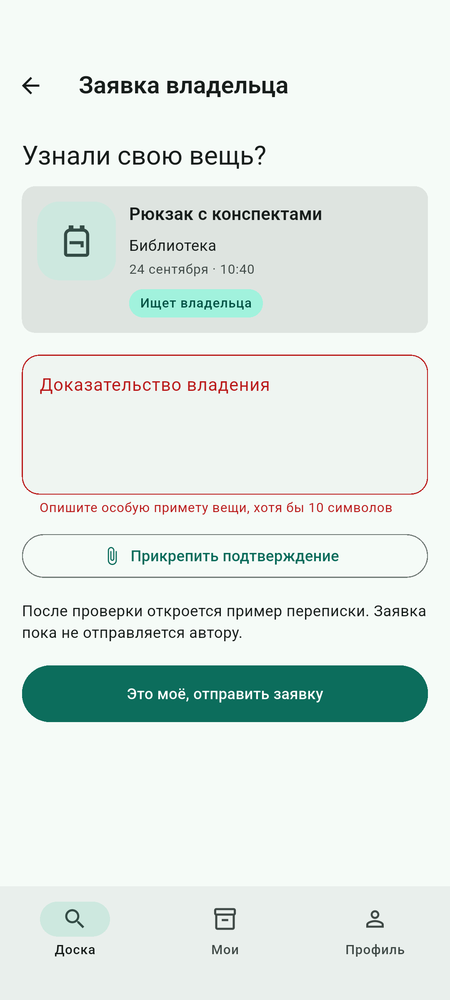 Заявка владельца
Узнали свою вещь?
Рюкзак с конспектами
Библиотека
24 сентября · 10:40
Ищет владельца
Доказательство владения
Опишите особую примету вещи, хотя бы 10 символов
Прикрепить подтверждение
После проверки откроется пример переписки. Заявка
пока не отправляется автору.
Это моё, отправить заявку
Доска
Мои
Профиль